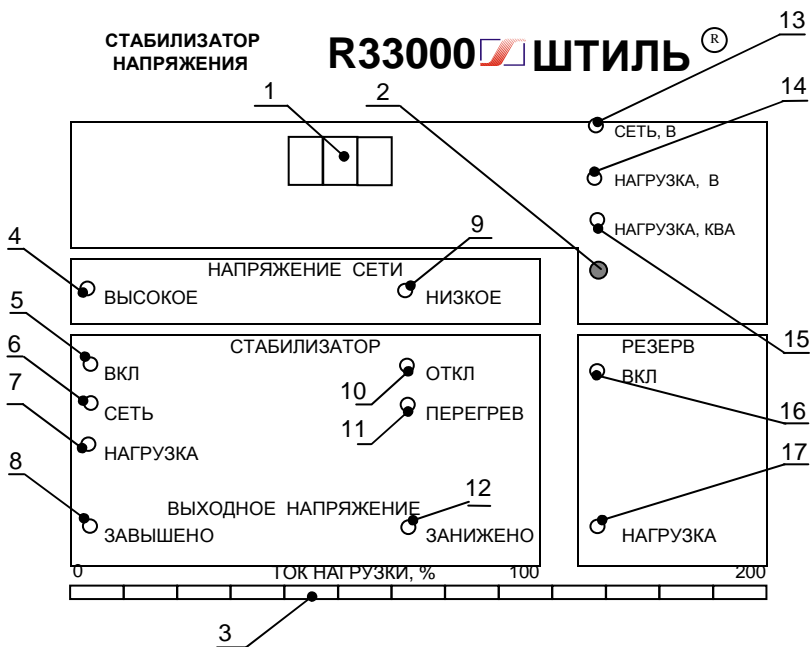 СТАБИЛИЗАТОР
НАПРЯЖЕНИЯ
R33000 ШТИЛЬ ®
13
14
1
2
СЕТЬ, В
НАГРУЗКА, В
НАГРУЗКА, КВА
4
9
НАПРЯЖЕНИЕ СЕТИ
ВЫСОКОЕ
НИЗКОЕ
5
6
7
8
СТАБИЛИЗАТОР
ВКЛ
СЕТЬ
НАГРУЗКА
10
ОТКЛ
11
ПЕРЕГРЕВ
ВЫХОДНОЕ НАПРЯЖЕНИЕ
12
ЗАВЫШЕНО
ЗАНИЖЕНО
15
РЕЗЕРВ
ВКЛ
16
17
НАГРУЗКА
0 ТОК НАГРУЗКИ, % 100 200
3